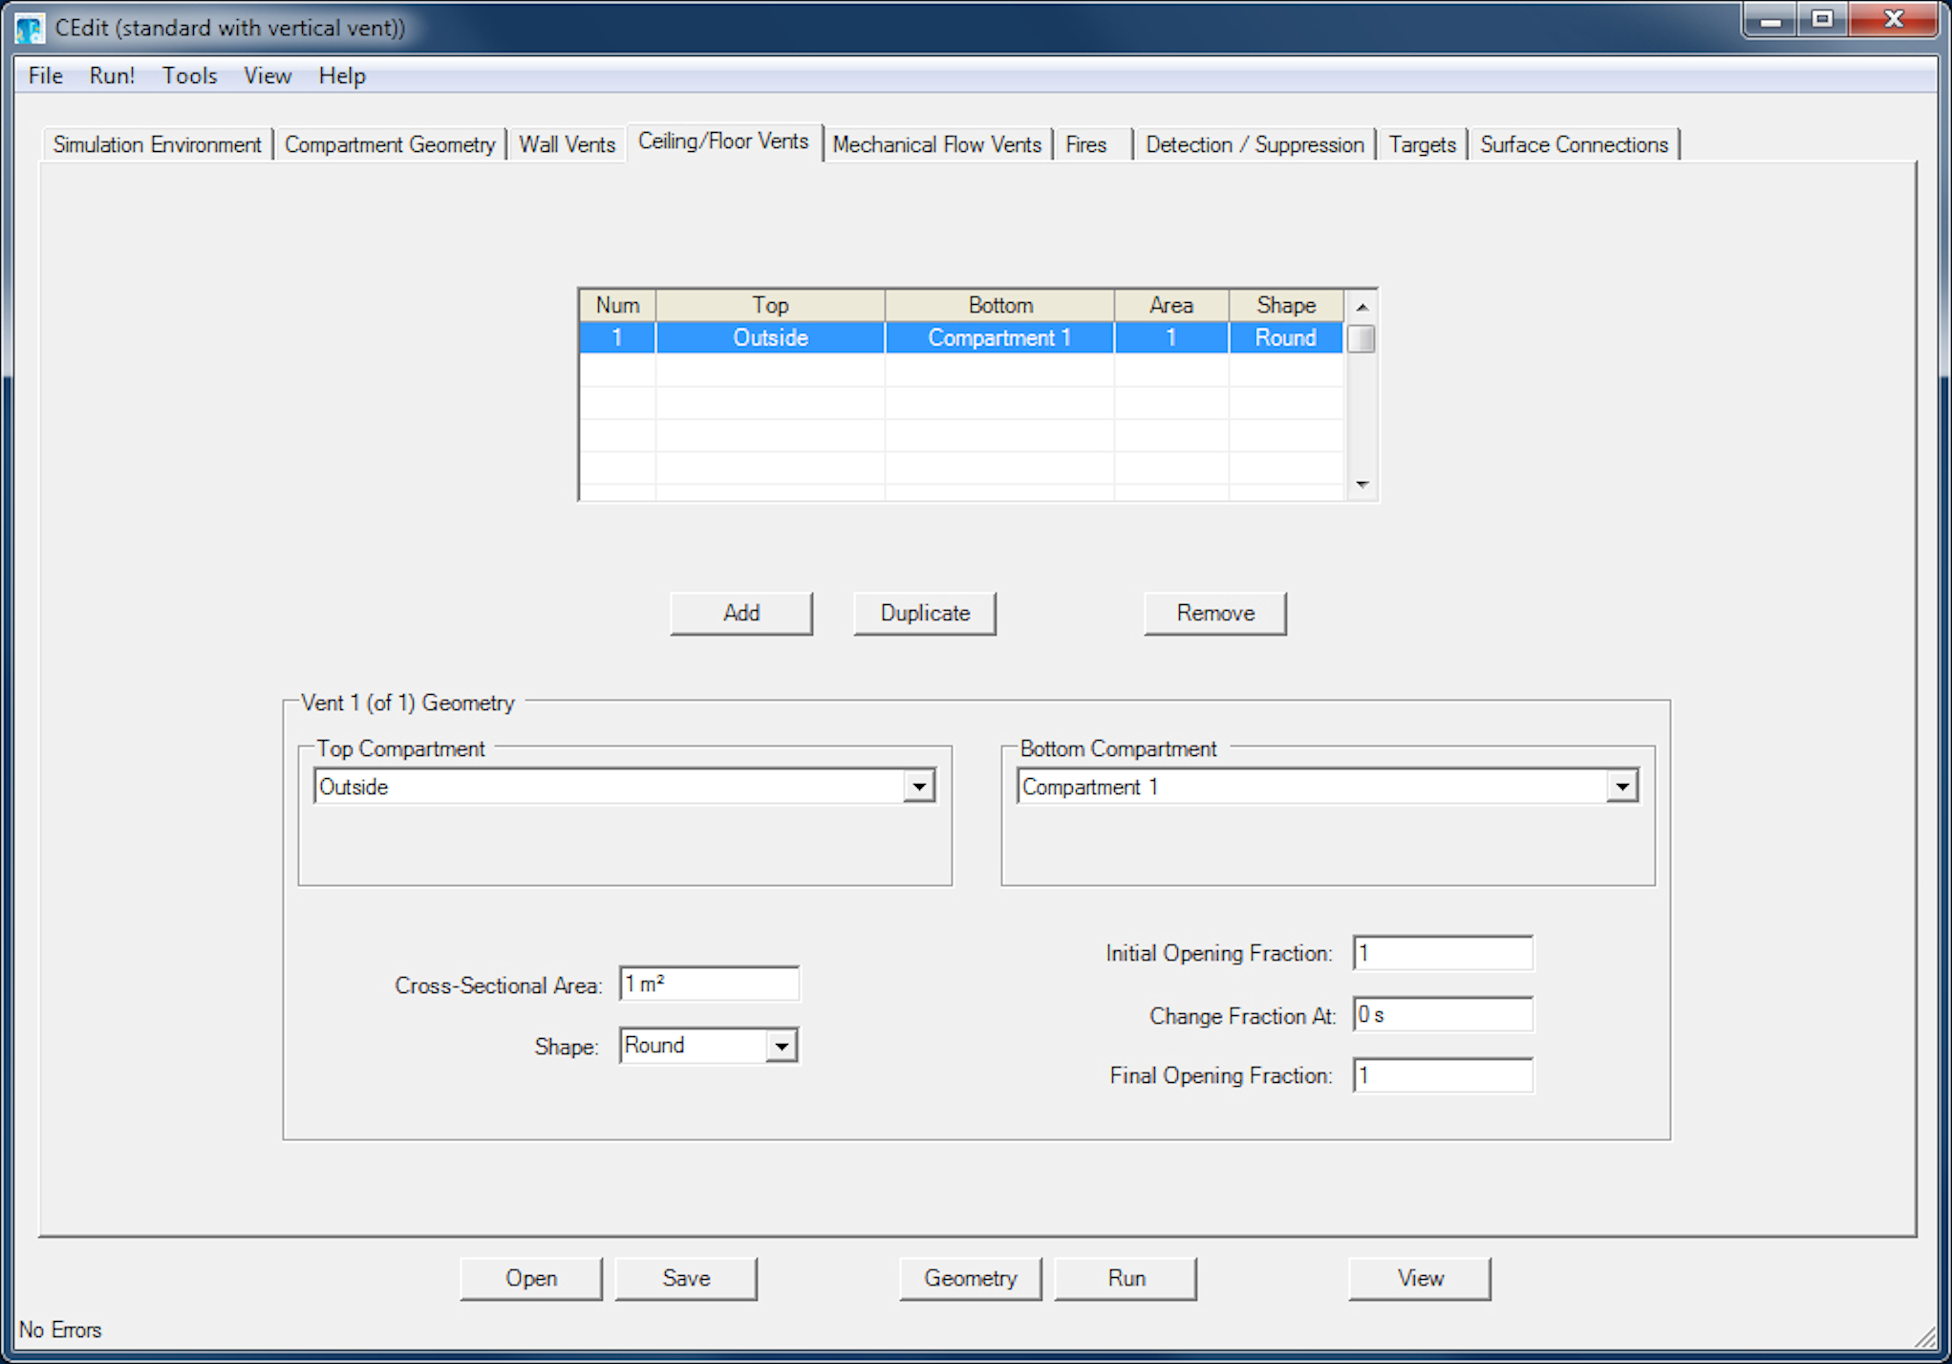 CEdit (standard with vertical vent))
File Run! Tools View Help
Simulation Environment Compartment Geometry Wall Vents Ceiling/Floor Vents Mechanical Flow Vents Fires Detection / Suppression Targets Surface Connections
Num Top Bottom Area Shape
1 Outside Compartment 1 1 Round
Add Duplicate Remove
Vent 1 (of 1) Geometry
Top Compartment Bottom Compartment
Outside Compartment 1
Initial Opening Fraction: 1
Cross-Sectional Area: 1 m²
Change Fraction At: 0 s
Shape: Round
Final Opening Fraction: 1
Open Save Geometry Run View
No Errors